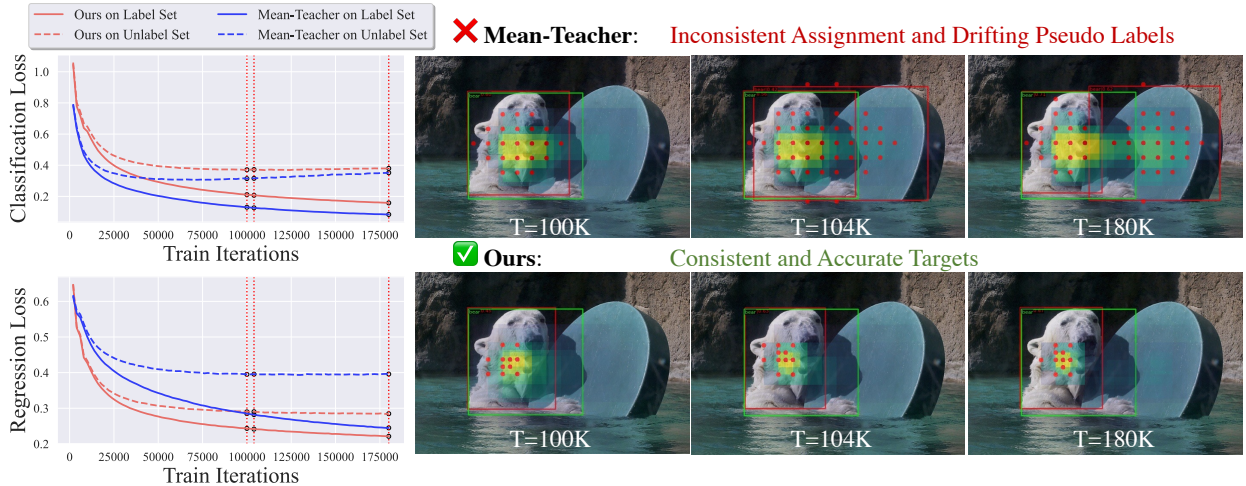 Ours on Label Set
Ours on Unlabel Set
Mean-Teacher on Label Set
Mean-Teacher on Unlabel Set
Mean-Teacher: Inconsistent Assignment and Drifting Pseudo Labels
Classification Loss
1.0
0.8
0.6
0.4
0.2
0 25000 50000 75000 100000 125000 150000 175000
Train Iterations
T=100K
T=104K
T=180K
Ours: Consistent and Accurate Targets
Regression Loss
0.6
0.5
0.4
0.3
0.2
0 25000 50000 75000 100000 125000 150000 175000
Train Iterations
T=100K
T=104K
T=180K